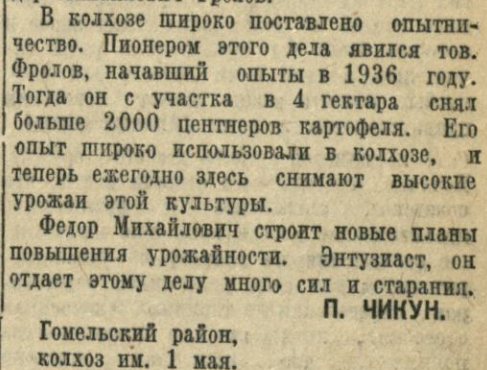 В колхозе широко поставлено опытни-
чество. Пионером этого дела явился тов.
Фролов, начавший опыты в 1936 году.
Тогда он с участка в 4 гектара снял
больше 2000 центнеров картофеля. Его
опыт широко использовали в колхозе, и
теперь ежегодно здесь снимают высокие
урожаи этой культуры.
Федор Михайлович строит новые планы
повышения урожайности. Энтузиаст, он
отдает этому делу много сил и старания.
П. ЧИКУН.
Гомельский район,
колхоз им. 1 мая.